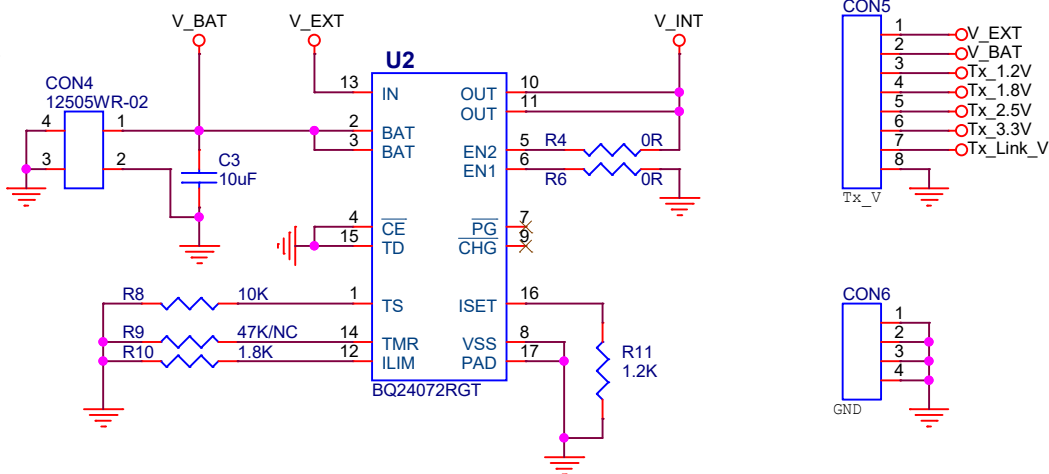 V_BAT
V_EXT
V_INT
CON5
U2
1
V_EXT
2
V_BAT
3
Tx_1.2V
4
Tx_1.8V
5
Tx_2.5V
6
Tx_3.3V
7
Tx_Link_V
8
Tx_V
CON4
12505WR-02
4
1
3
2
C3
10uF
13
IN
OUT
10
OUT
11
2
BAT
3
BAT
EN2
5
R4
0R
EN1
6
R6
0R
4
CE
15
TD
PG
7
CHG
9
R8
10K
1
TS
ISET
16
R9
47K/NC
14
TMR
VSS
8
R10
1.8K
12
ILIM
PAD
17
R11
1.2K
BQ24072RGT
CON6
1
2
3
4
GND